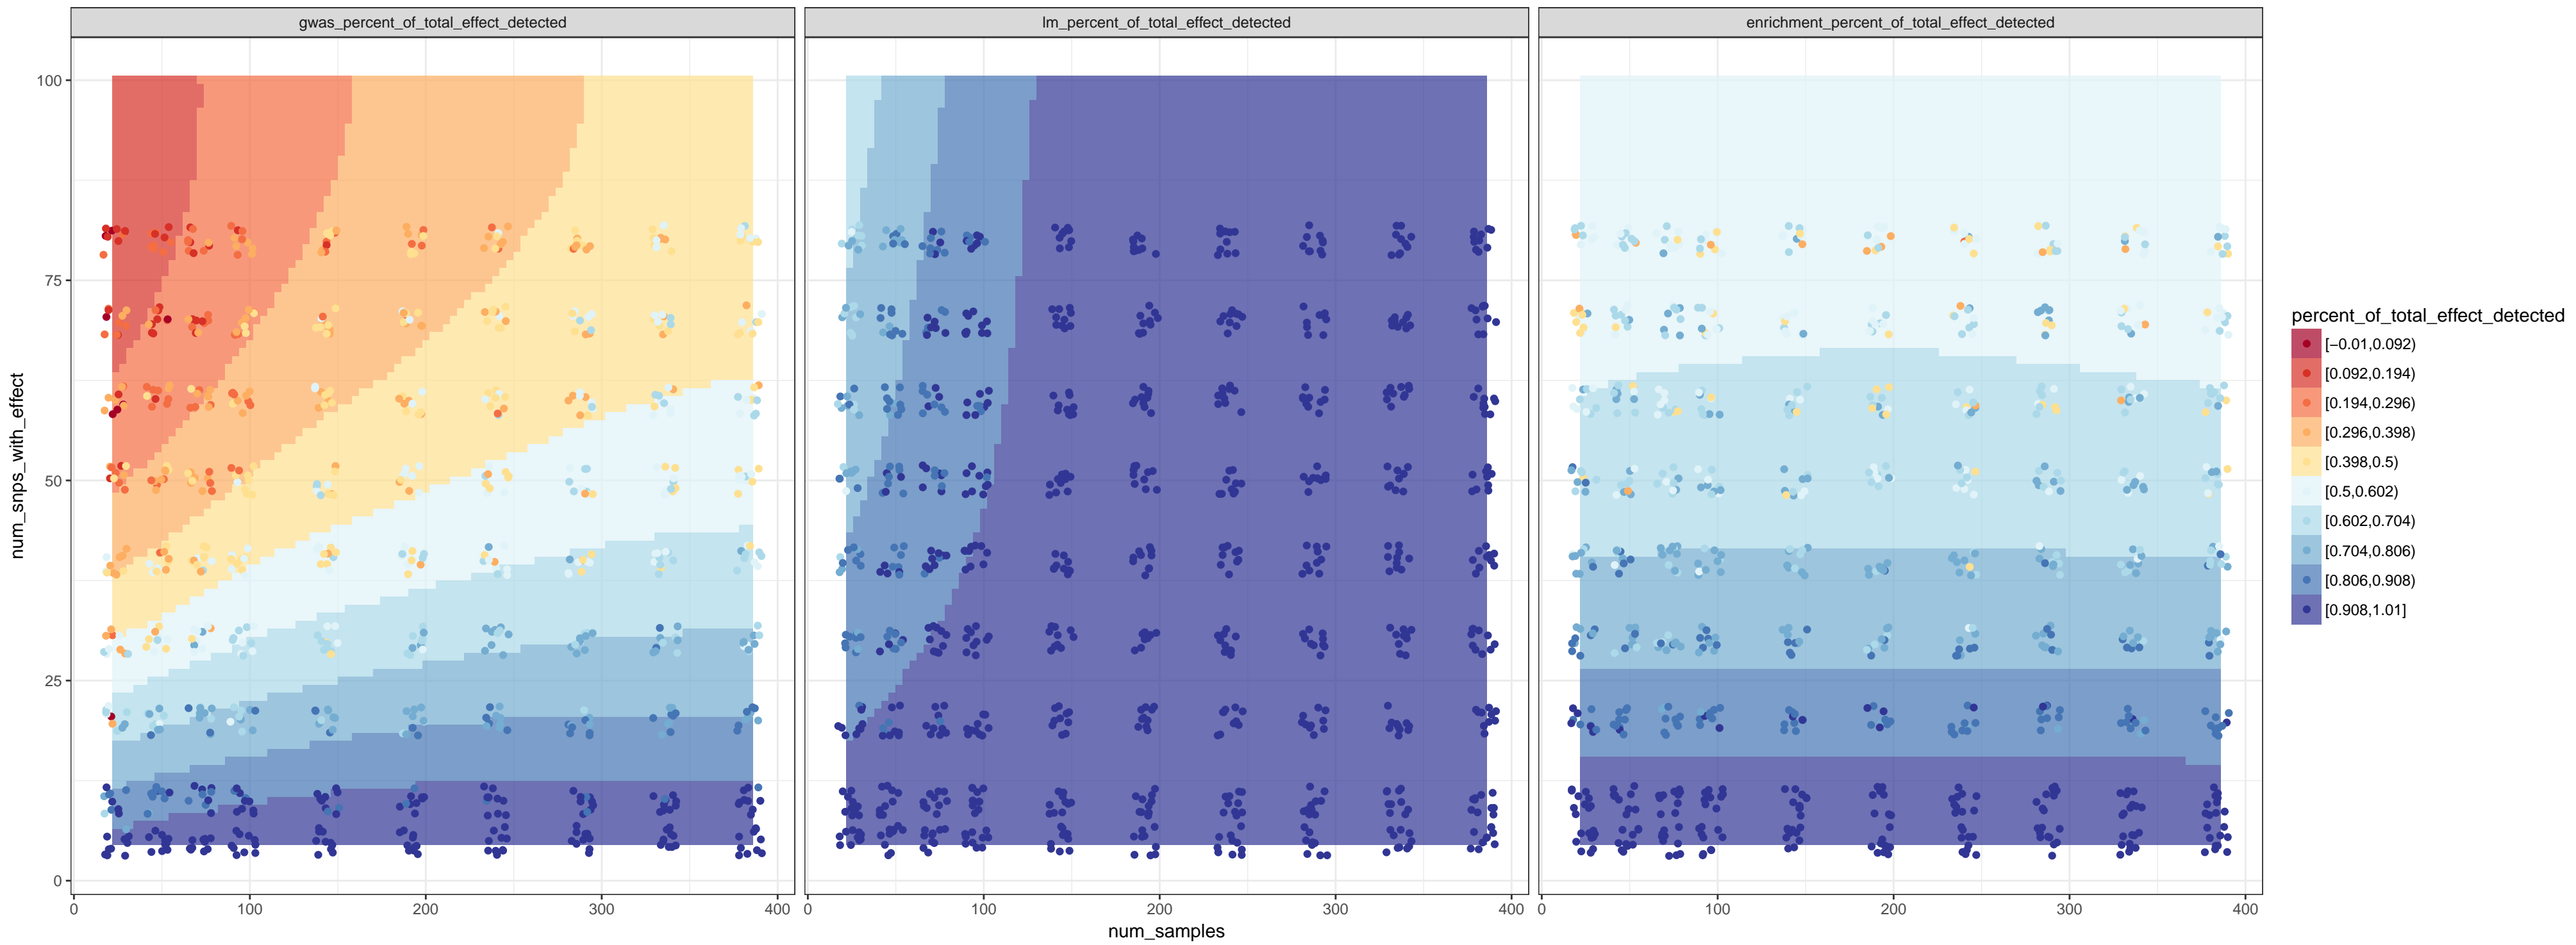 gwas_percent_of_total_effect_detected
lm_percent_of_total_effect_detected
enrichment_percent_of_total_effect_detected
num_snps_with_effect
100
75
50
25
0
0 100 200 300 400
0 100 200 300 400
0 100 200 300 400
num_samples
percent_of_total_effect_detected
[−0.01,0.092)
[0.092,0.194)
[0.194,0.296)
[0.296,0.398)
[0.398,0.5)
[0.5,0.602)
[0.602,0.704)
[0.704,0.806)
[0.806,0.908)
[0.908,1.01]